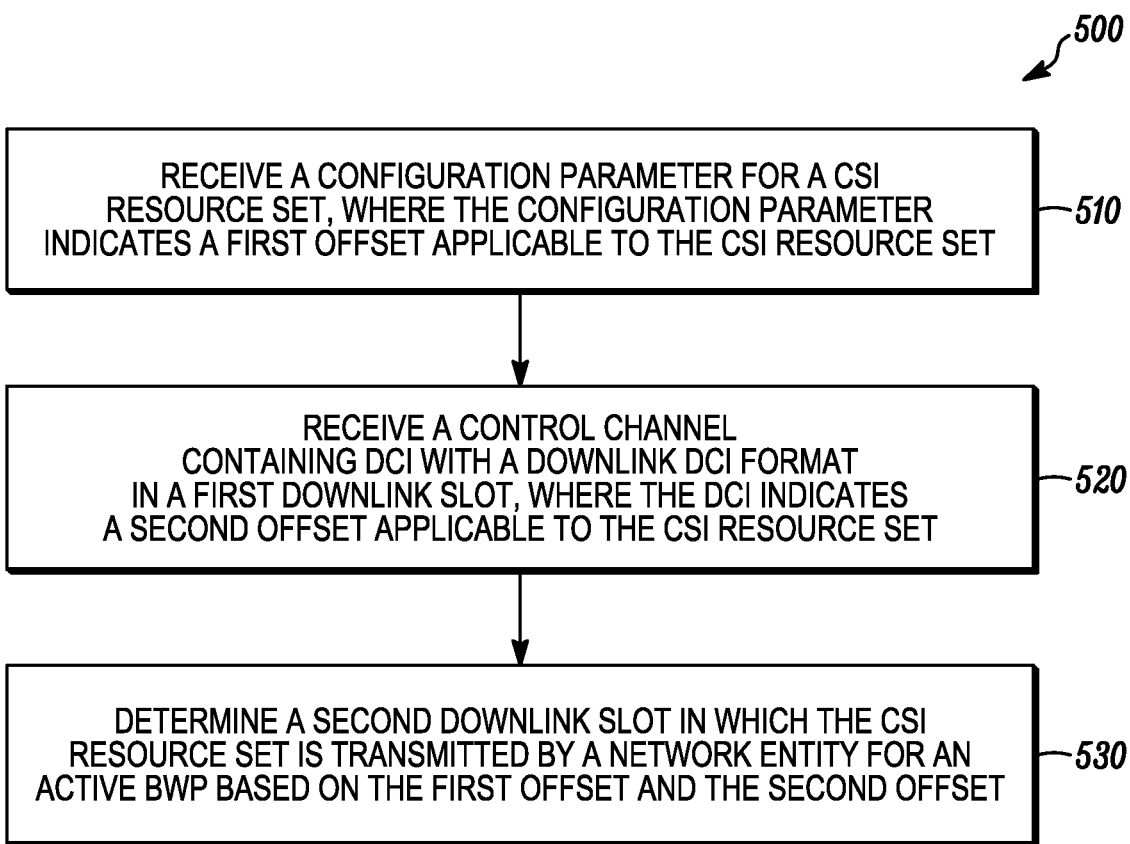 500
RECEIVE A CONFIGURATION PARAMETER FOR A CSI
RESOURCE SET, WHERE THE CONFIGURATION PARAMETER
INDICATES A FIRST OFFSET APPLICABLE TO THE CSI RESOURCE SET
510
RECEIVE A CONTROL CHANNEL
CONTAINING DCI WITH A DOWNLINK DCI FORMAT
IN A FIRST DOWNLINK SLOT, WHERE THE DCI INDICATES
A SECOND OFFSET APPLICABLE TO THE CSI RESOURCE SET
520
DETERMINE A SECOND DOWNLINK SLOT IN WHICH THE CSI
RESOURCE SET IS TRANSMITTED BY A NETWORK ENTITY FOR AN
ACTIVE BWP BASED ON THE FIRST OFFSET AND THE SECOND OFFSET
530